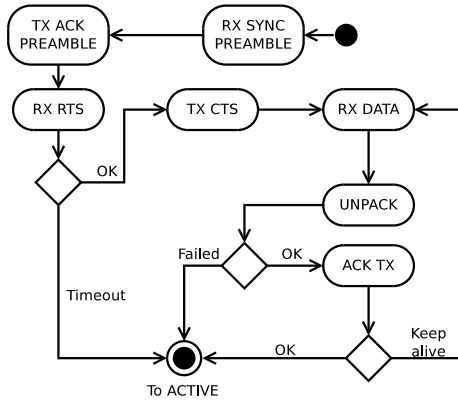 TX ACK
PREAMBLE
RX SYNC
PREAMBLE
RX RTS
TX CTS
RX DATA
OK
UNPACK
Failed
OK
ACK TX
Timeout
OK
Keep
alive
To ACTIVE